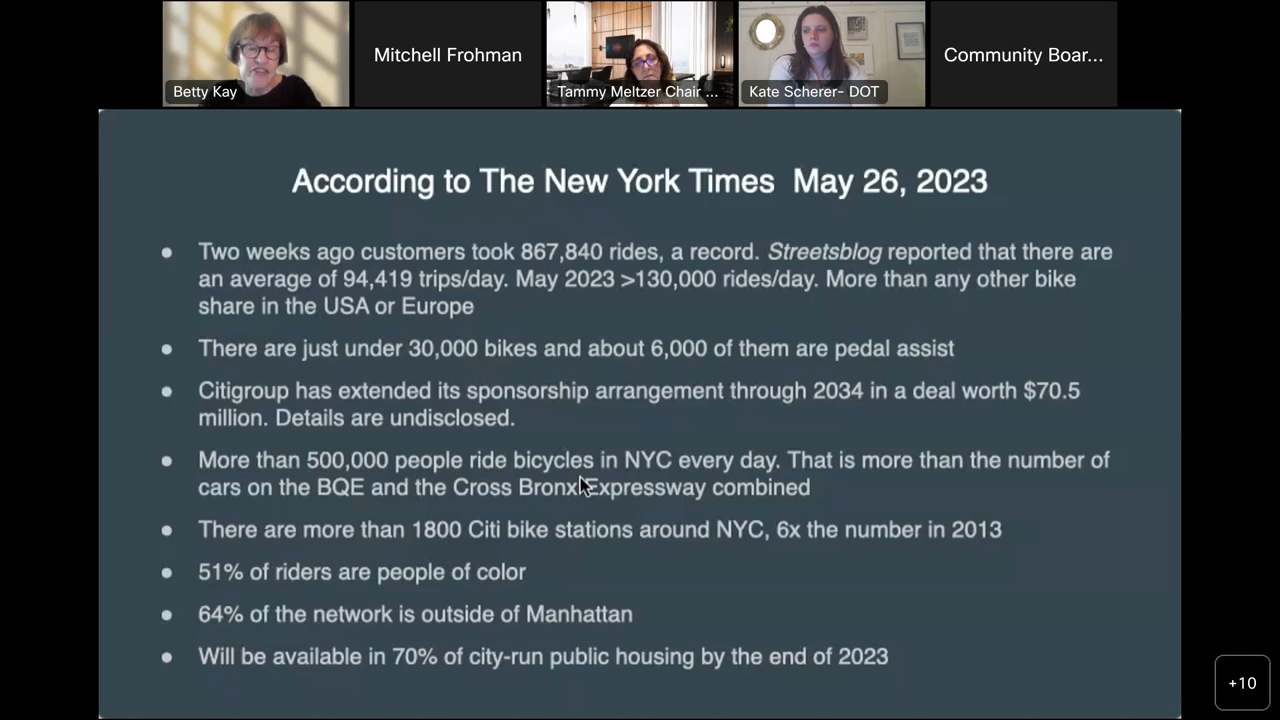 Betty Kay
Mitchell Frohman
Tammy Meltzer Chair ...
Kate Scherer- DOT
Community Boar...
According to The New York Times May 26, 2023
• Two weeks ago customers took 867,840 rides, a record. Streetsblog reported that there are
an average of 94,419 trips/day. May 2023 >130,000 rides/day. More than any other bike
share in the USA or Europe
• There are just under 30,000 bikes and about 6,000 of them are pedal assist
• Citigroup has extended its sponsorship arrangement through 2034 in a deal worth $70.5
million. Details are undisclosed.
• More than 500,000 people ride bicycles in NYC every day. That is more than the number of
cars on the BQE and the Cross Bronx Expressway combined
• There are more than 1800 Citi bike stations around NYC, 6x the number in 2013
• 51% of riders are people of color
• 64% of the network is outside of Manhattan
• Will be available in 70% of city-run public housing by the end of 2023
+10